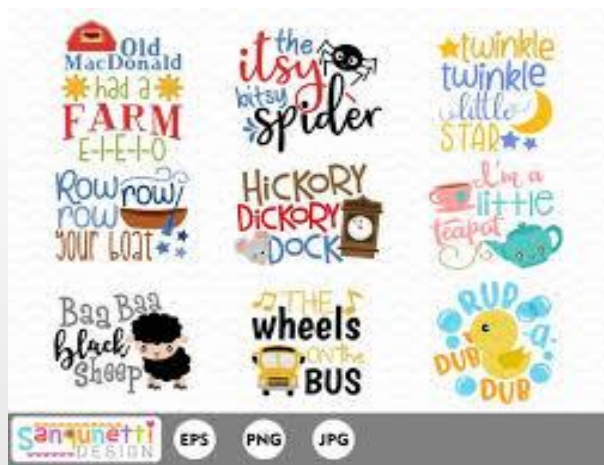 Old
MacDonald
had a
FARM
E-I-E-I-O
the
itsy
bitsy
spider
twinkle
twinkle
little
STAR
Row row
row
your boat
HiCKORY
DiCKORY
DOCK
I'm a
little
teapot
Baa Baa
black
Sheep
THE
wheels
ON the
BUS
RUB
a
DUB
DUB
Sanqunetti
DESIGN
EPS
PNG
JPG